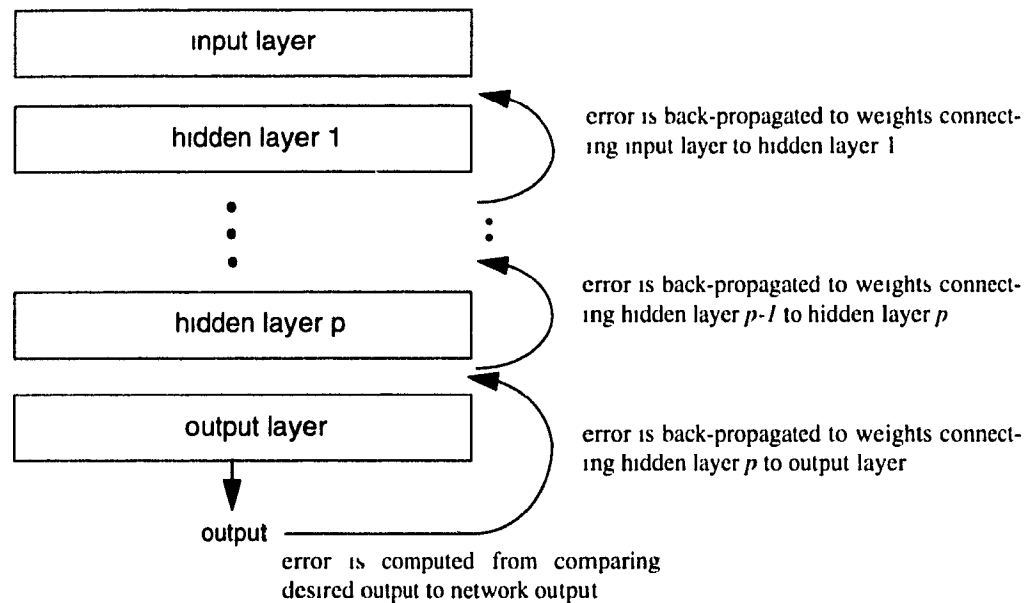 input layer
hidden layer 1
error is back-propagated to weights connect-
ing input layer to hidden layer 1
hidden layer p
error is back-propagated to weights connect-
ing hidden layer p-1 to hidden layer p
output layer
error is back-propagated to weights connect-
ing hidden layer p to output layer
output
error is computed from comparing
desired output to network output